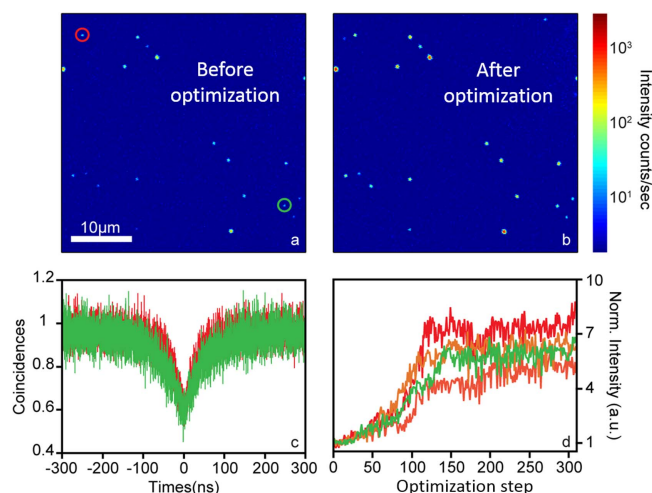 Before
optimization
10μm
a
After
optimization
b
10³
10²
10¹
Intensity counts/sec
1.2
1
0.8
0.6
0.4
Coincidences
-300 -200 -100 0 100 200 300
Times(ns)
c
10
7
4
1
Norm. Intensity (a.u.)
0 50 100 150 200 250 300
Optimization step
d